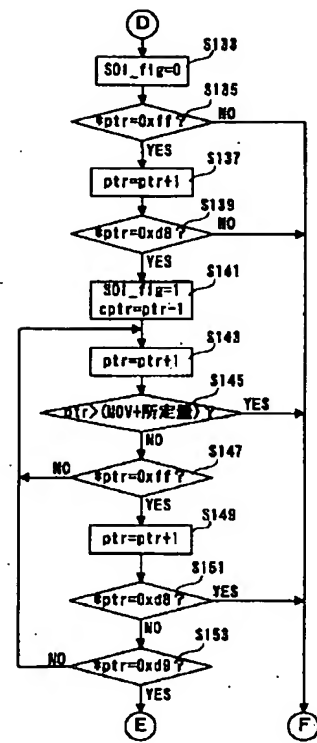 D
S133
SOI_flg=0
S135
*ptr=0xff?
NO
YES
S137
ptr=ptr+1
S139
*ptr=0xd8?
NO
YES
S141
SOI_flg=1
cptr=ptr-1
S143
ptr=ptr+1
S145
ptr>(MOV+所定量)?
YES
NO
S147
NO
*ptr=0xff?
YES
S149
ptr=ptr+1
S151
*ptr=0xd8?
YES
NO
S153
NO
*ptr=0xd9?
YES
E
F